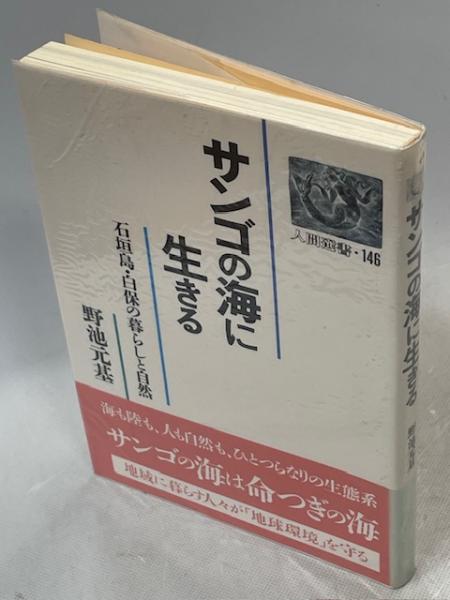 人間選書・146
サンゴの海に
生きる
石垣島・白保の暮らしと自然
野池元基
海も陸も、人も自然も、ひとつらなりの生態系
サンゴの海は命つぎの海
地域に暮らす人々が「地球環境」を守る
サンゴの海に生きる
野池元基